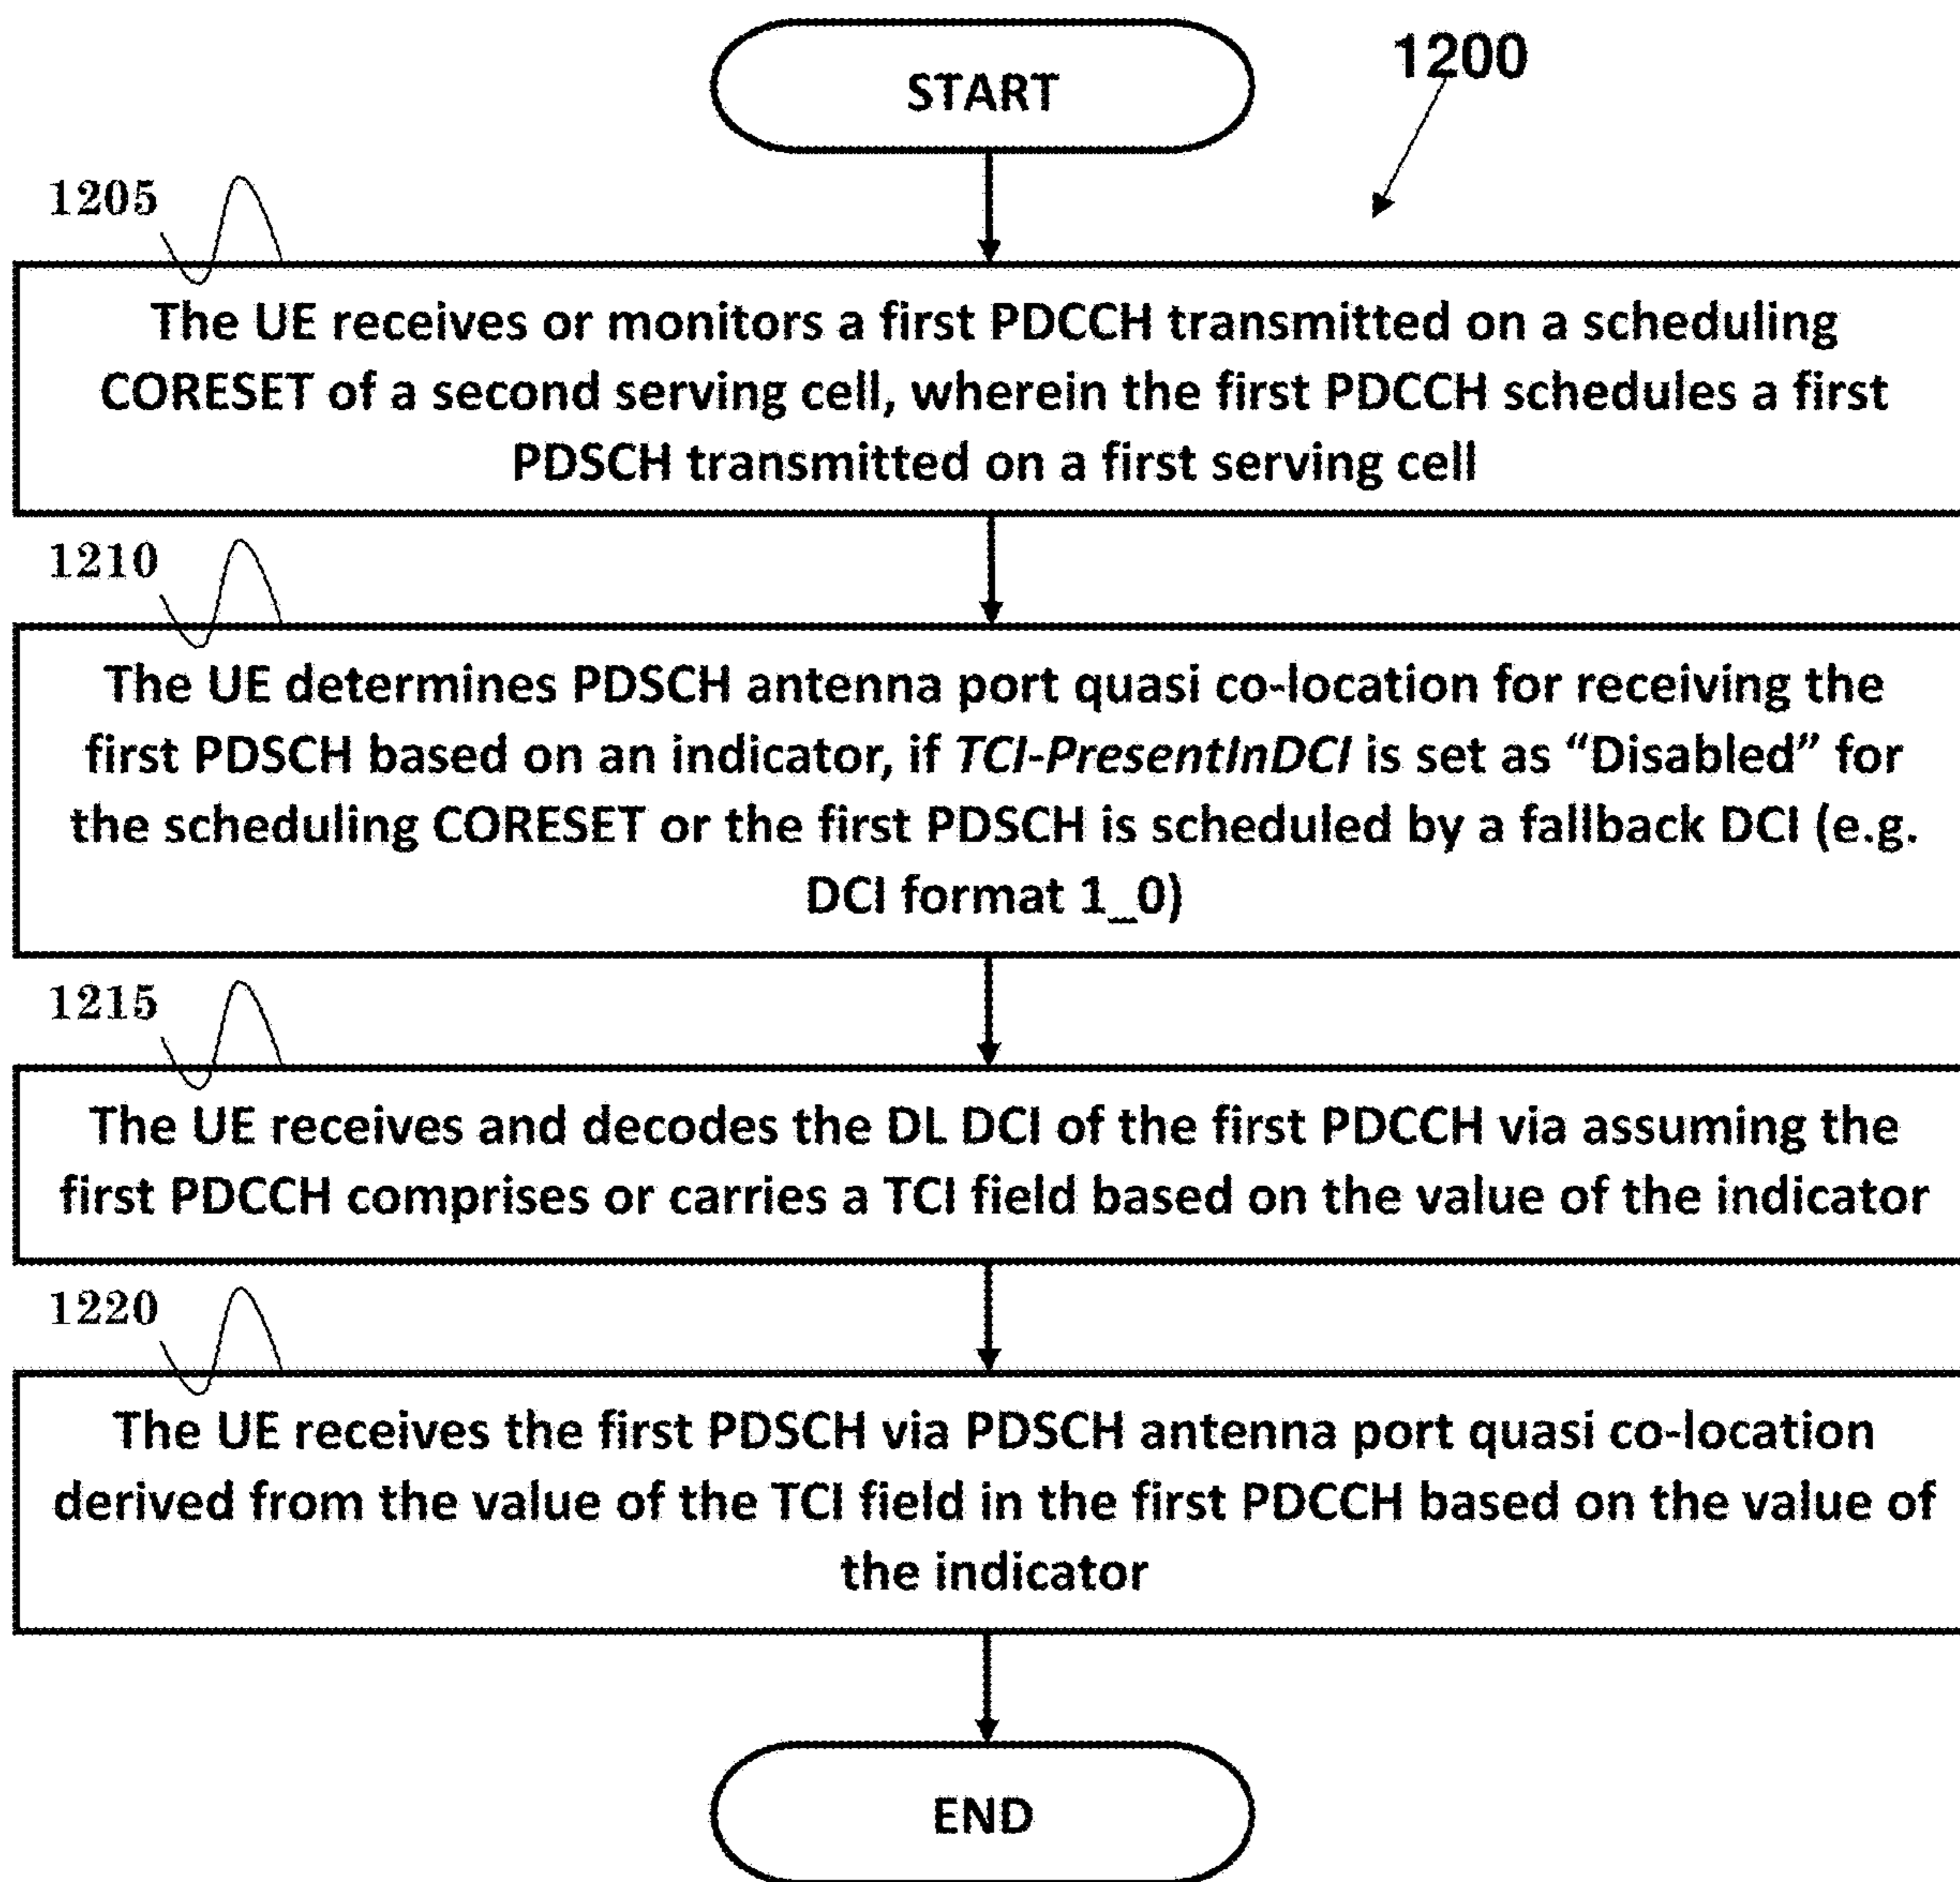 START
1200
1205
The UE receives or monitors a first PDCCH transmitted on a scheduling
CORESET of a second serving cell, wherein the first PDCCH schedules a first
PDSCH transmitted on a first serving cell
1210
The UE determines PDSCH antenna port quasi co-location for receiving the
first PDSCH based on an indicator, if TCI-PresentInDCI is set as “Disabled” for
the scheduling CORESET or the first PDSCH is scheduled by a fallback DCI (e.g.
DCI format 1_0)
1215
The UE receives and decodes the DL DCI of the first PDCCH via assuming the
first PDCCH comprises or carries a TCI field based on the value of the indicator
1220
The UE receives the first PDSCH via PDSCH antenna port quasi co-location
derived from the value of the TCI field in the first PDCCH based on the value of
the indicator
END